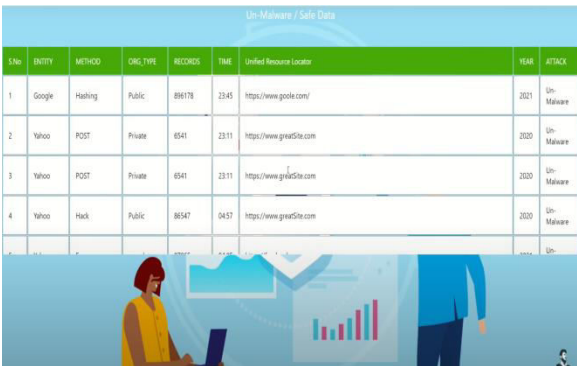 Un-Malware / Safe Data
S.No ENTITY METHOD ORG_TYPE RECORDS TIME Unified Resource Locator YEAR ATTACK
1 Google Hashing Public 896178 23:45 https://www.goole.com/ 2021 Un-Malware
2 Yahoo POST Private 6541 23:11 https://www.greatSite.com 2020 Un-Malware
3 Yahoo POST Private 6541 23:11 https://www.greatSite.com 2020 Un-Malware
4 Yahoo Hack Public 86547 04:57 https://www.greatSite.com 2020 Un-Malware
Un-